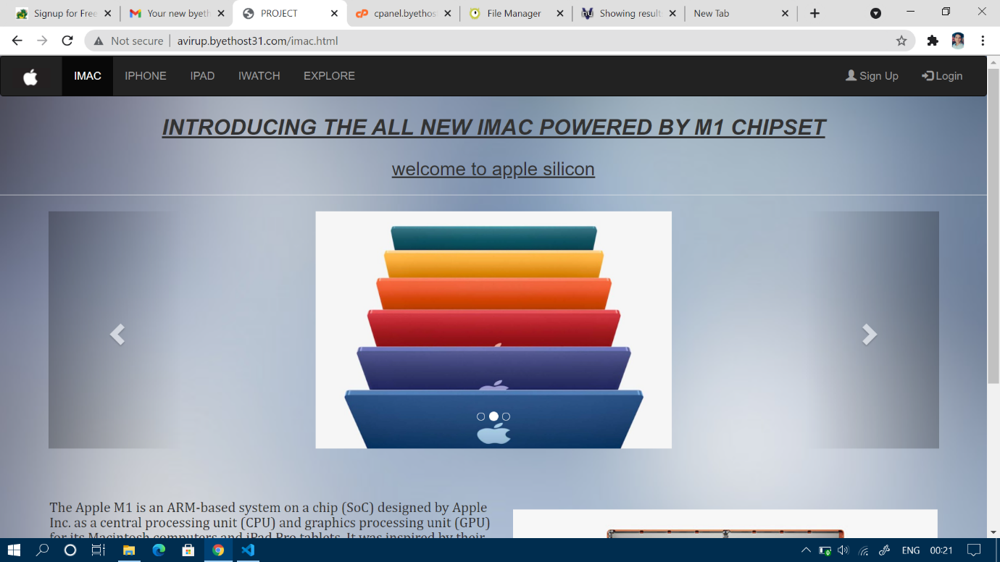 Signup for Free
Your new byeth
PROJECT
cpanel.byethos
File Manager
Showing result
New Tab
Not secure
avirup.byethost31.com/imac.html
IMAC
IPHONE
IPAD
IWATCH
EXPLORE
Sign Up
Login
INTRODUCING THE ALL NEW IMAC POWERED BY M1 CHIPSET
welcome to apple silicon
The Apple M1 is an ARM-based system on a chip (SoC) designed by Apple
Inc. as a central processing unit (CPU) and graphics processing unit (GPU)
for its Macintosh computers and iPad Pro tablets. It was inspired by their
ENG
00:21